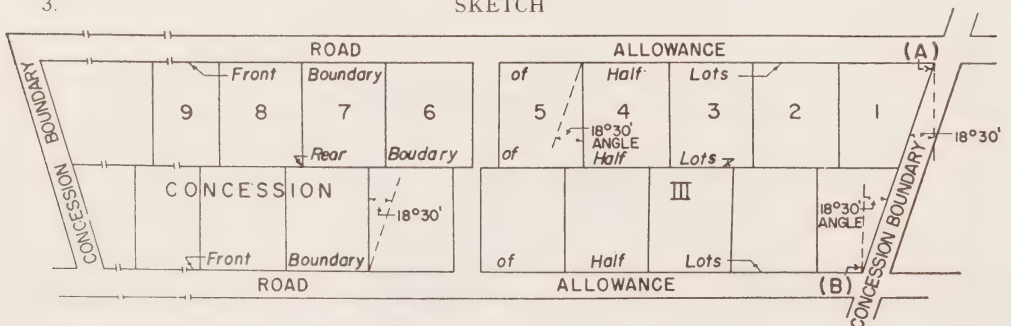 3.
SKETCH
ROAD ALLOWANCE (A)
Front Boundary of Half Lots
9 8 7 6 5 4 3 2 1
18°30'
ANGLE
18°30'
Rear Boudary of Half Lots
CONCESSION BOUNDARY
CONCESSION III
18°30'
18°30'
ANGLE
CONCESSION BOUNDARY
Front Boundary of Half Lots
ROAD ALLOWANCE (B)